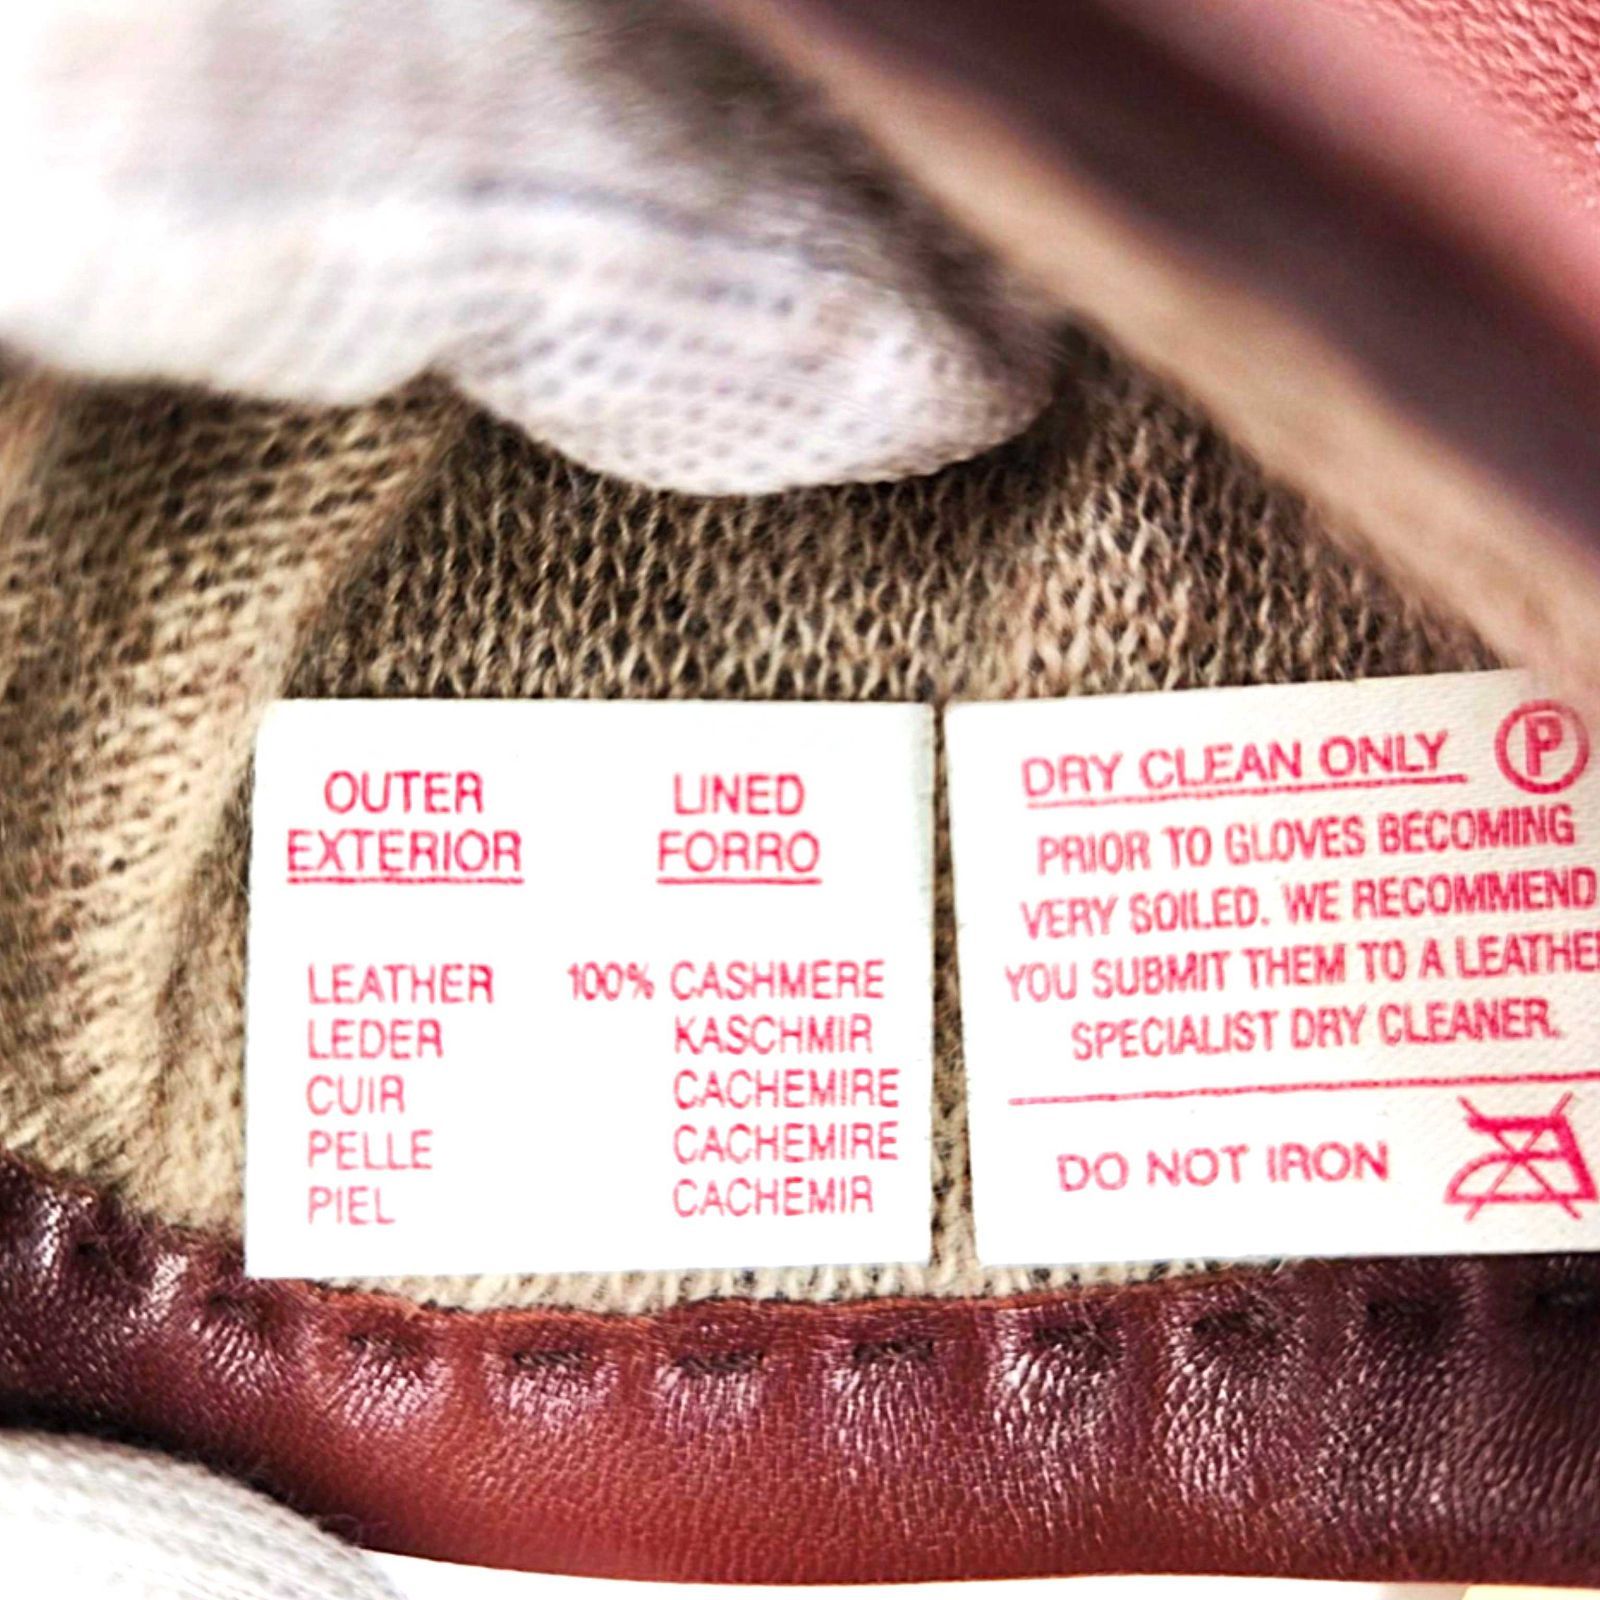 OUTER LINED
EXTERIOR FORRO
LEATHER 100% CASHMERE
LEDER KASCHMIR
CUIR CACHEMIRE
PELLE CACHEMIRE
PIEL CACHEMIR
DRY CLEAN ONLY Ⓟ
PRIOR TO GLOVES BECOMING
VERY SOILED. WE RECOMMEND
YOU SUBMIT THEM TO A LEATHE
SPECIALIST DRY CLEANER.
DO NOT IRON